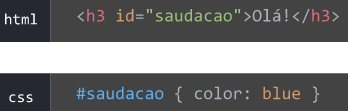 html <h3 id="saudacao">Olá!</h3>
css #saudacao { color: blue }